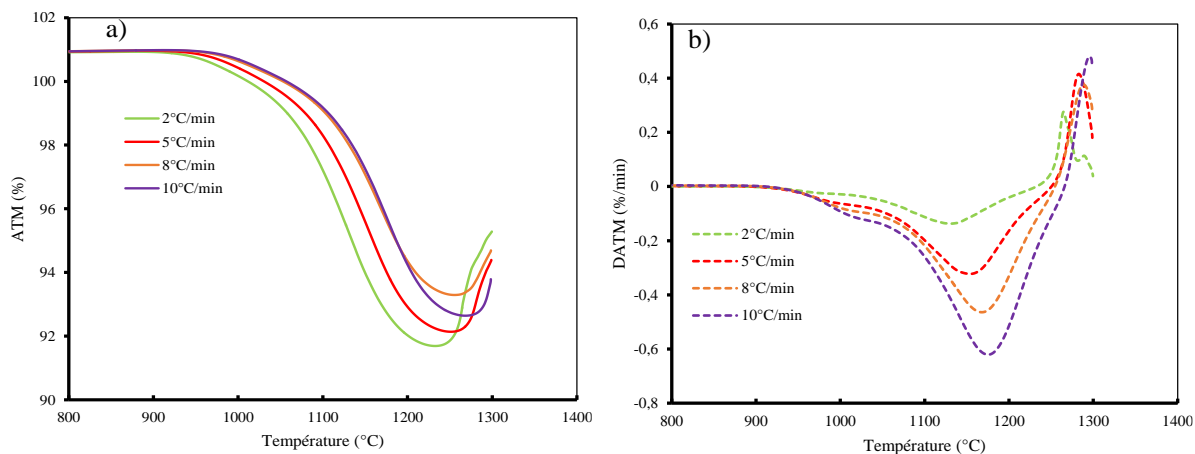 a)
102
100
98
96
94
92
90
ATM (%)
2°C/min
5°C/min
8°C/min
10°C/min
800 900 1000 1100 1200 1300 1400
Température (°C)
b)
0,6
0,4
0,2
0
-0,2
-0,4
-0,6
-0,8
DATM (%/min)
2°C/min
5°C/min
8°C/min
10°C/min
800 900 1000 1100 1200 1300 1400
Température (°C)